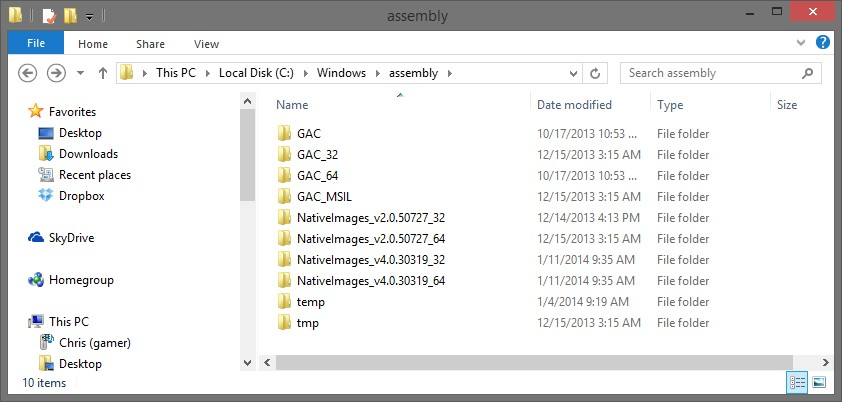 assembly
File Home Share View
This PC Local Disk (C:) Windows assembly Search assembly
Name Date modified Type Size
Favorites
Desktop
Downloads
Recent places
Dropbox
SkyDrive
Homegroup
This PC
Chris (gamer)
Desktop
GAC 10/17/2013 10:53 ... File folder
GAC_32 12/15/2013 3:15 AM File folder
GAC_64 10/17/2013 10:53 ... File folder
GAC_MSIL 12/15/2013 3:15 AM File folder
NativeImages_v2.0.50727_32 12/14/2013 4:13 PM File folder
NativeImages_v2.0.50727_64 12/15/2013 3:15 AM File folder
NativeImages_v4.0.30319_32 1/11/2014 9:35 AM File folder
NativeImages_v4.0.30319_64 1/11/2014 9:35 AM File folder
temp 1/4/2014 9:19 AM File folder
tmp 12/15/2013 3:15 AM File folder
10 items